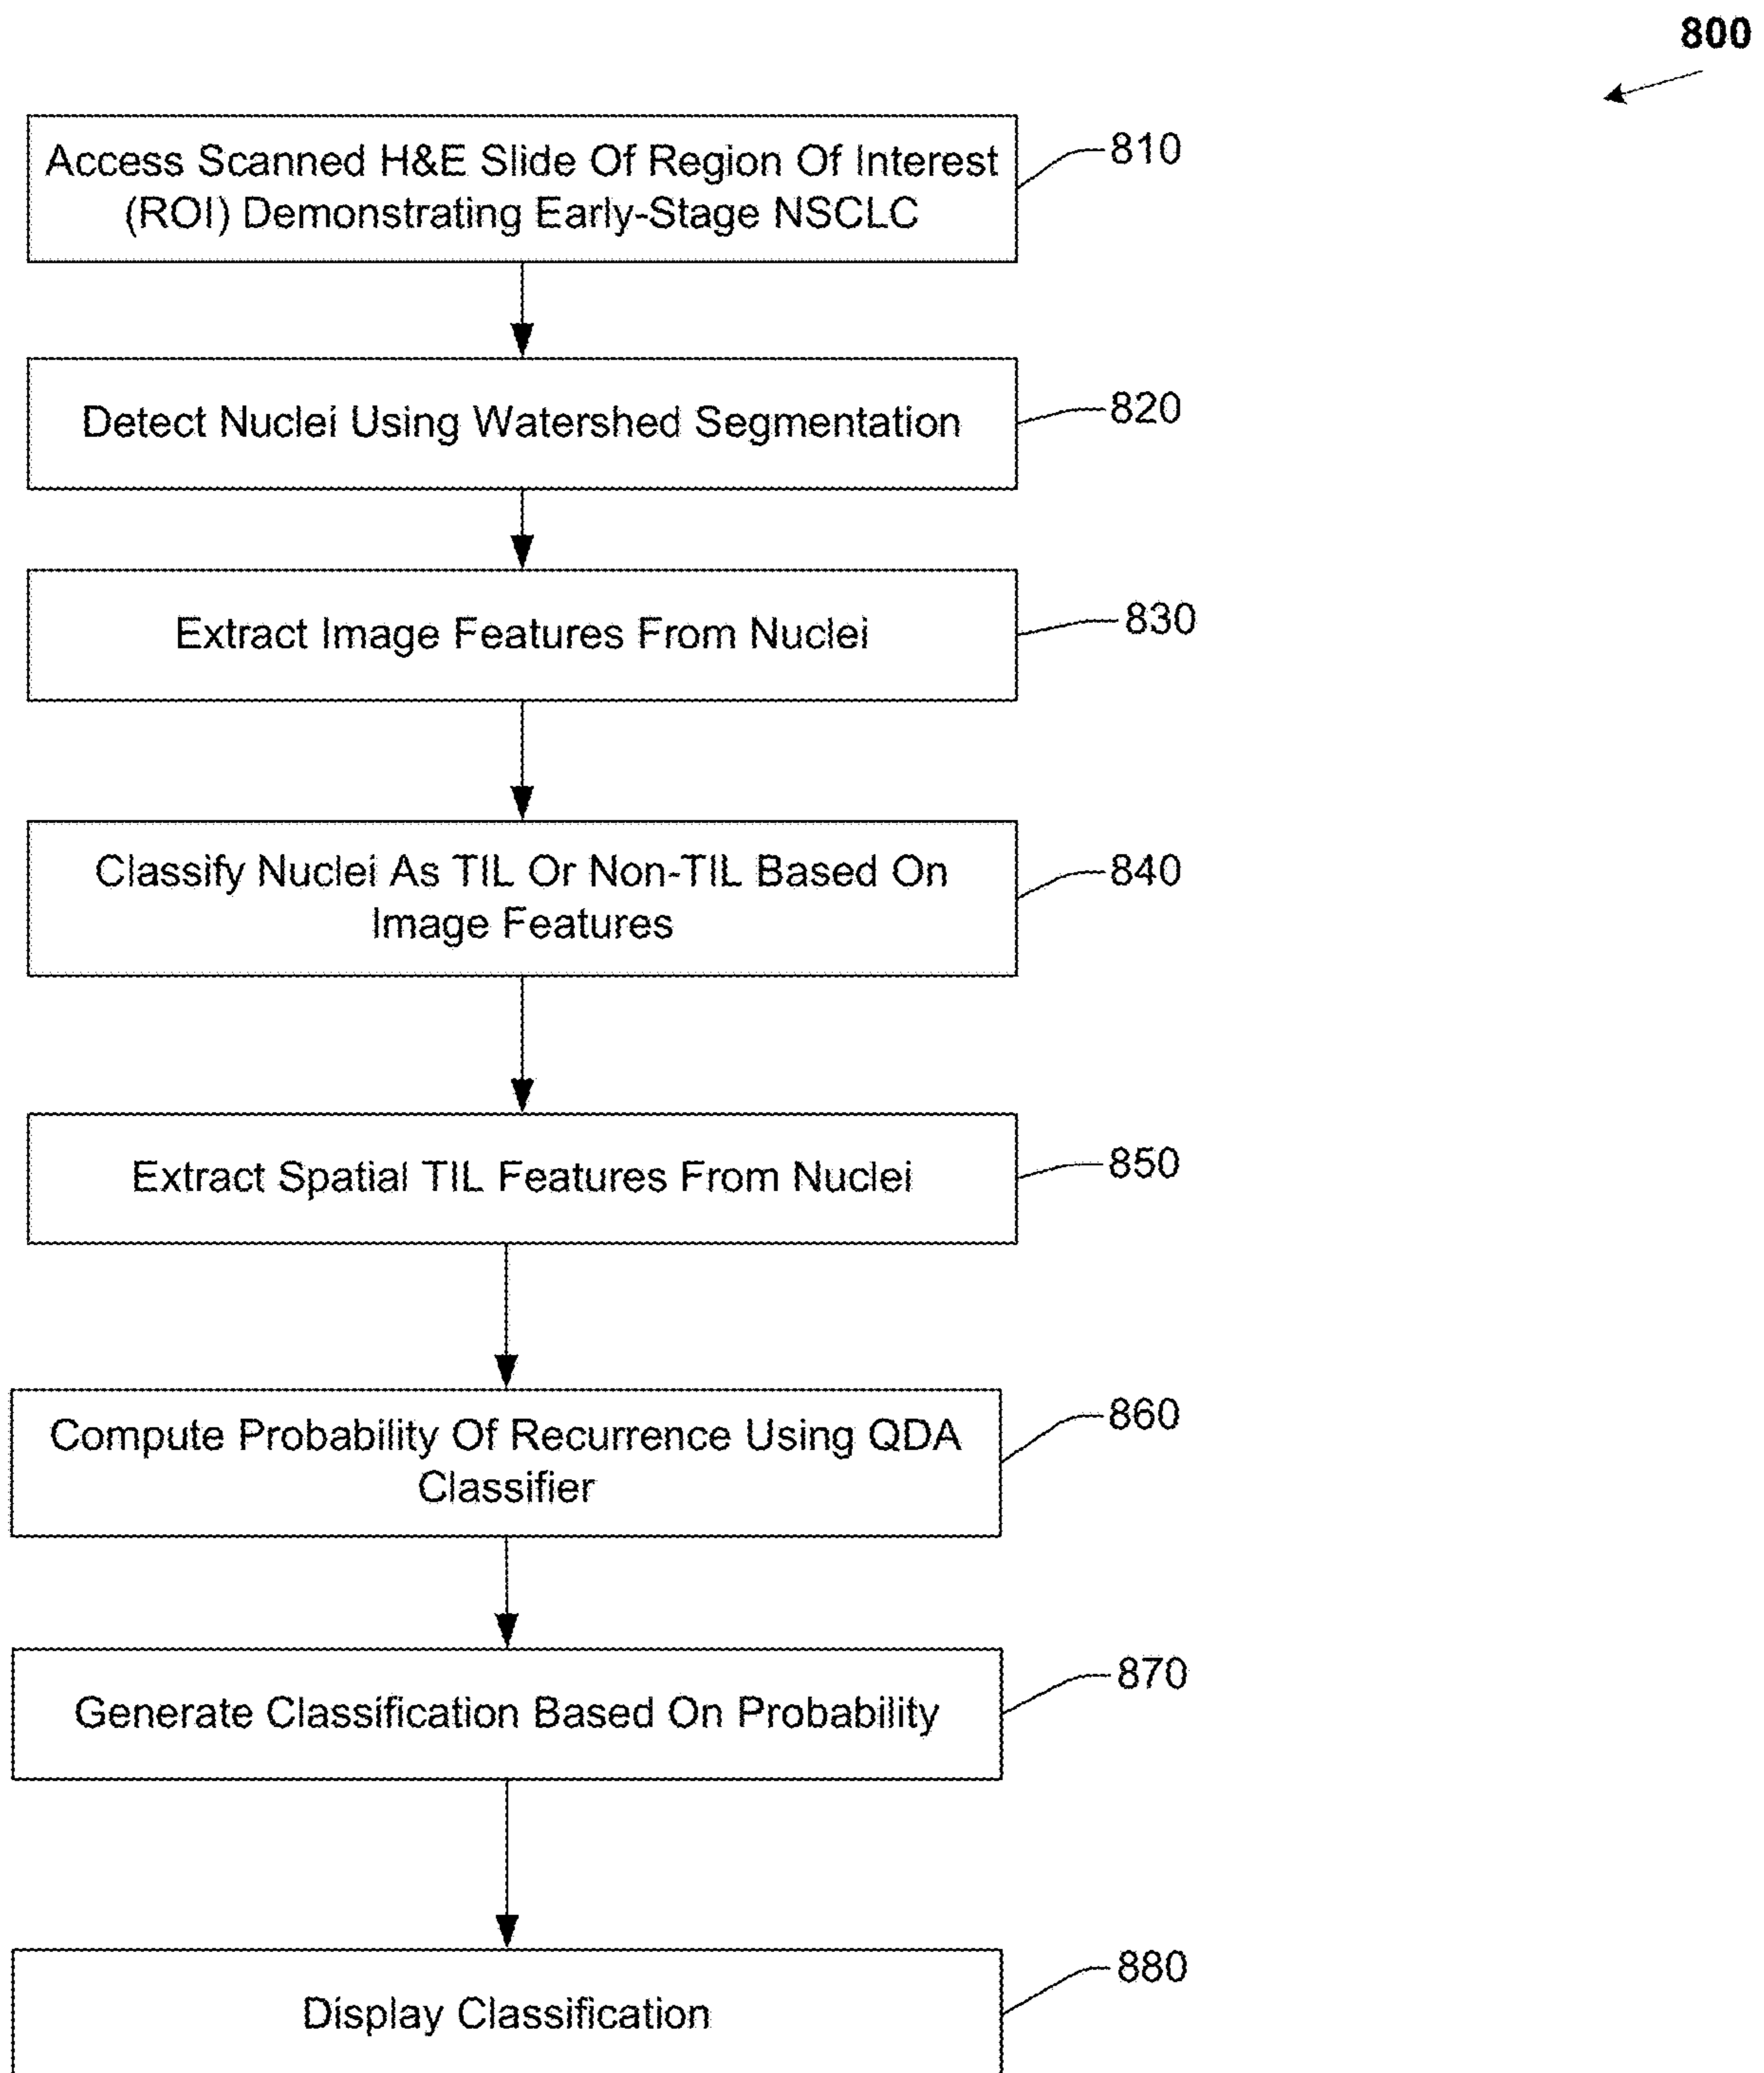 800
Access Scanned H&E Slide Of Region Of Interest
(ROI) Demonstrating Early-Stage NSCLC
810
Detect Nuclei Using Watershed Segmentation
820
Extract Image Features From Nuclei
830
Classify Nuclei As TIL Or Non-TIL Based On
Image Features
840
Extract Spatial TIL Features From Nuclei
850
Compute Probability Of Recurrence Using QDA
Classifier
860
Generate Classification Based On Probability
870
Display Classification
880